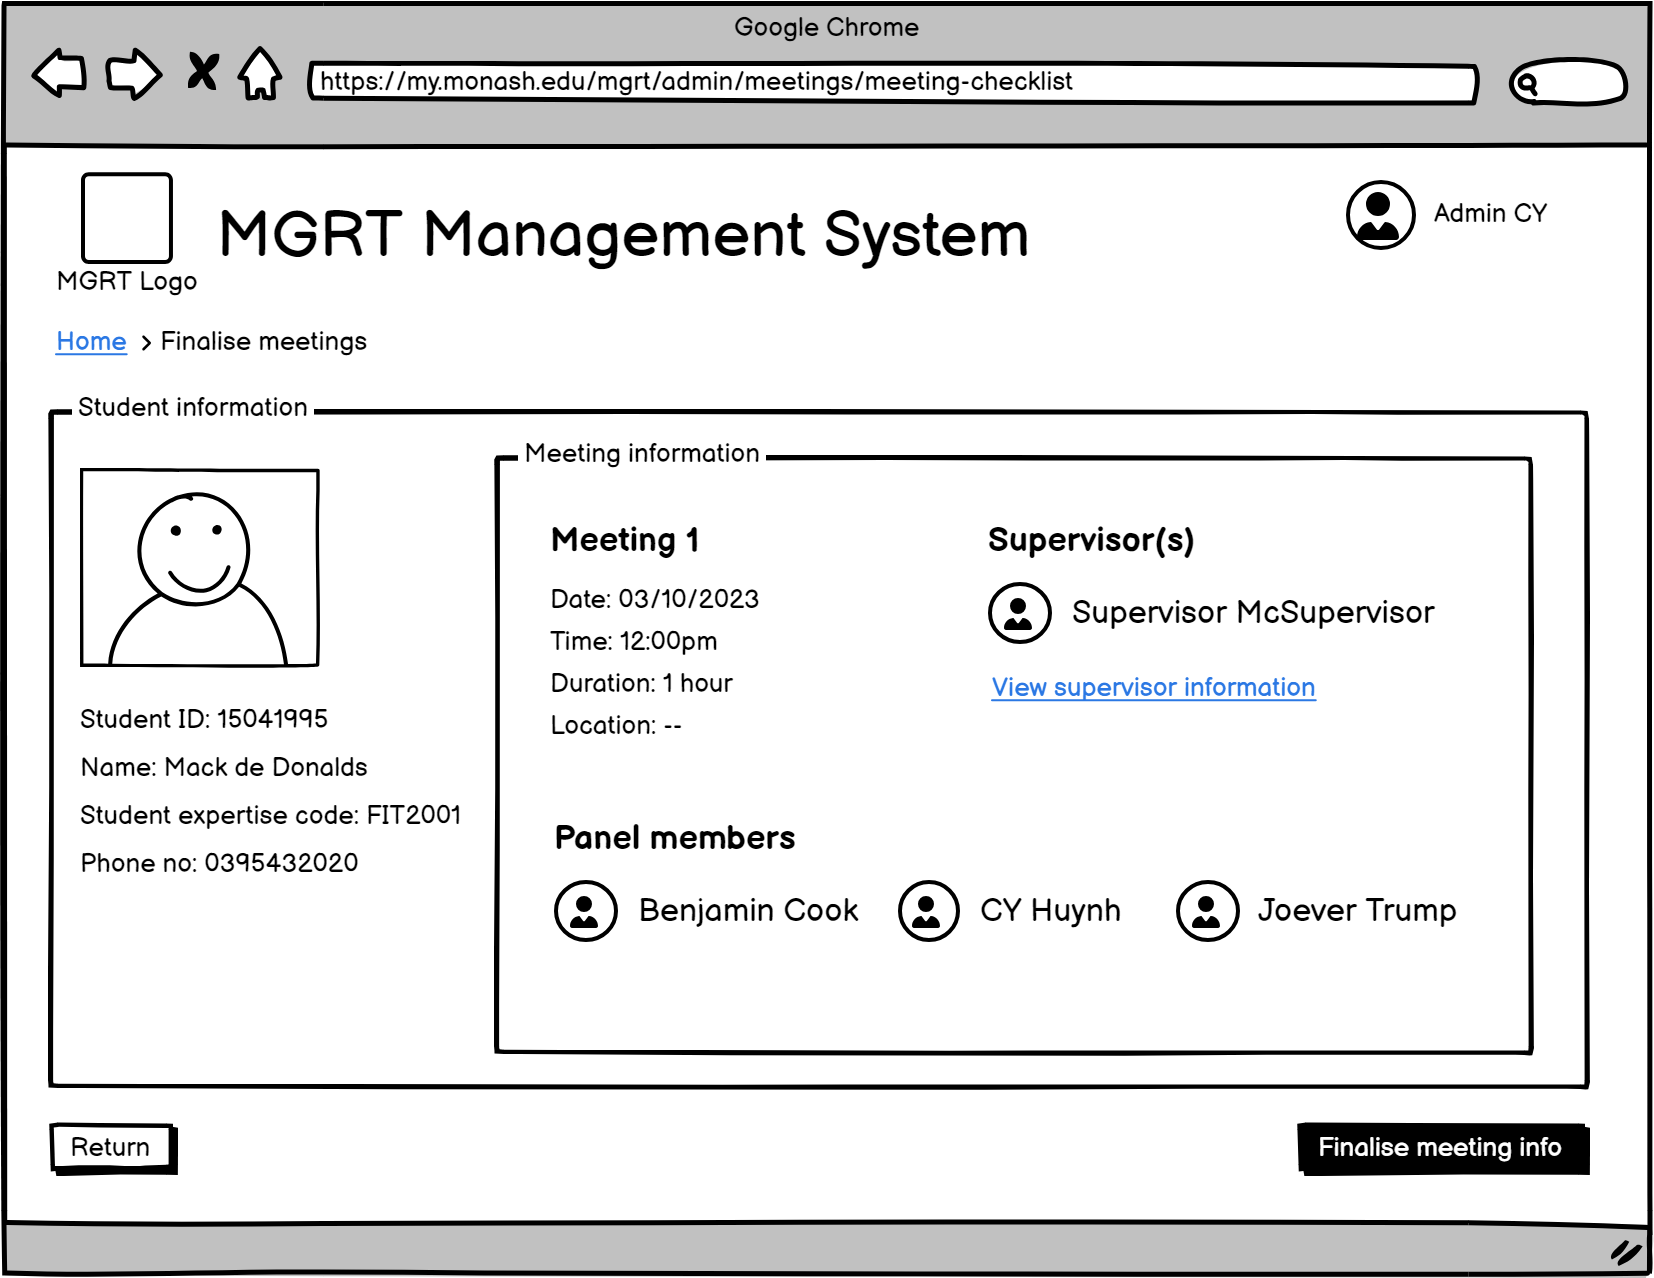 Google Chrome
https://my.monash.edu/mgrt/admin/meetings/meeting-checklist
MGRT Management System
Admin CY
MGRT Logo
Home > Finalise meetings
Student information
Meeting information
Meeting 1
Date: 03/10/2023
Time: 12:00pm
Duration: 1 hour
Location: --
Supervisor(s)
Supervisor McSupervisor
View supervisor information
Student ID: 15041995
Name: Mack de Donalds
Student expertise code: FIT2001
Phone no: 0395432020
Panel members
Benjamin Cook
CY Huynh
Joever Trump
Return
Finalise meeting info